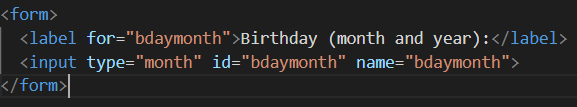 <form>
  <label for="bdaymonth">Birthday (month and year):</label>
  <input type="month" id="bdaymonth" name="bdaymonth">
</form>